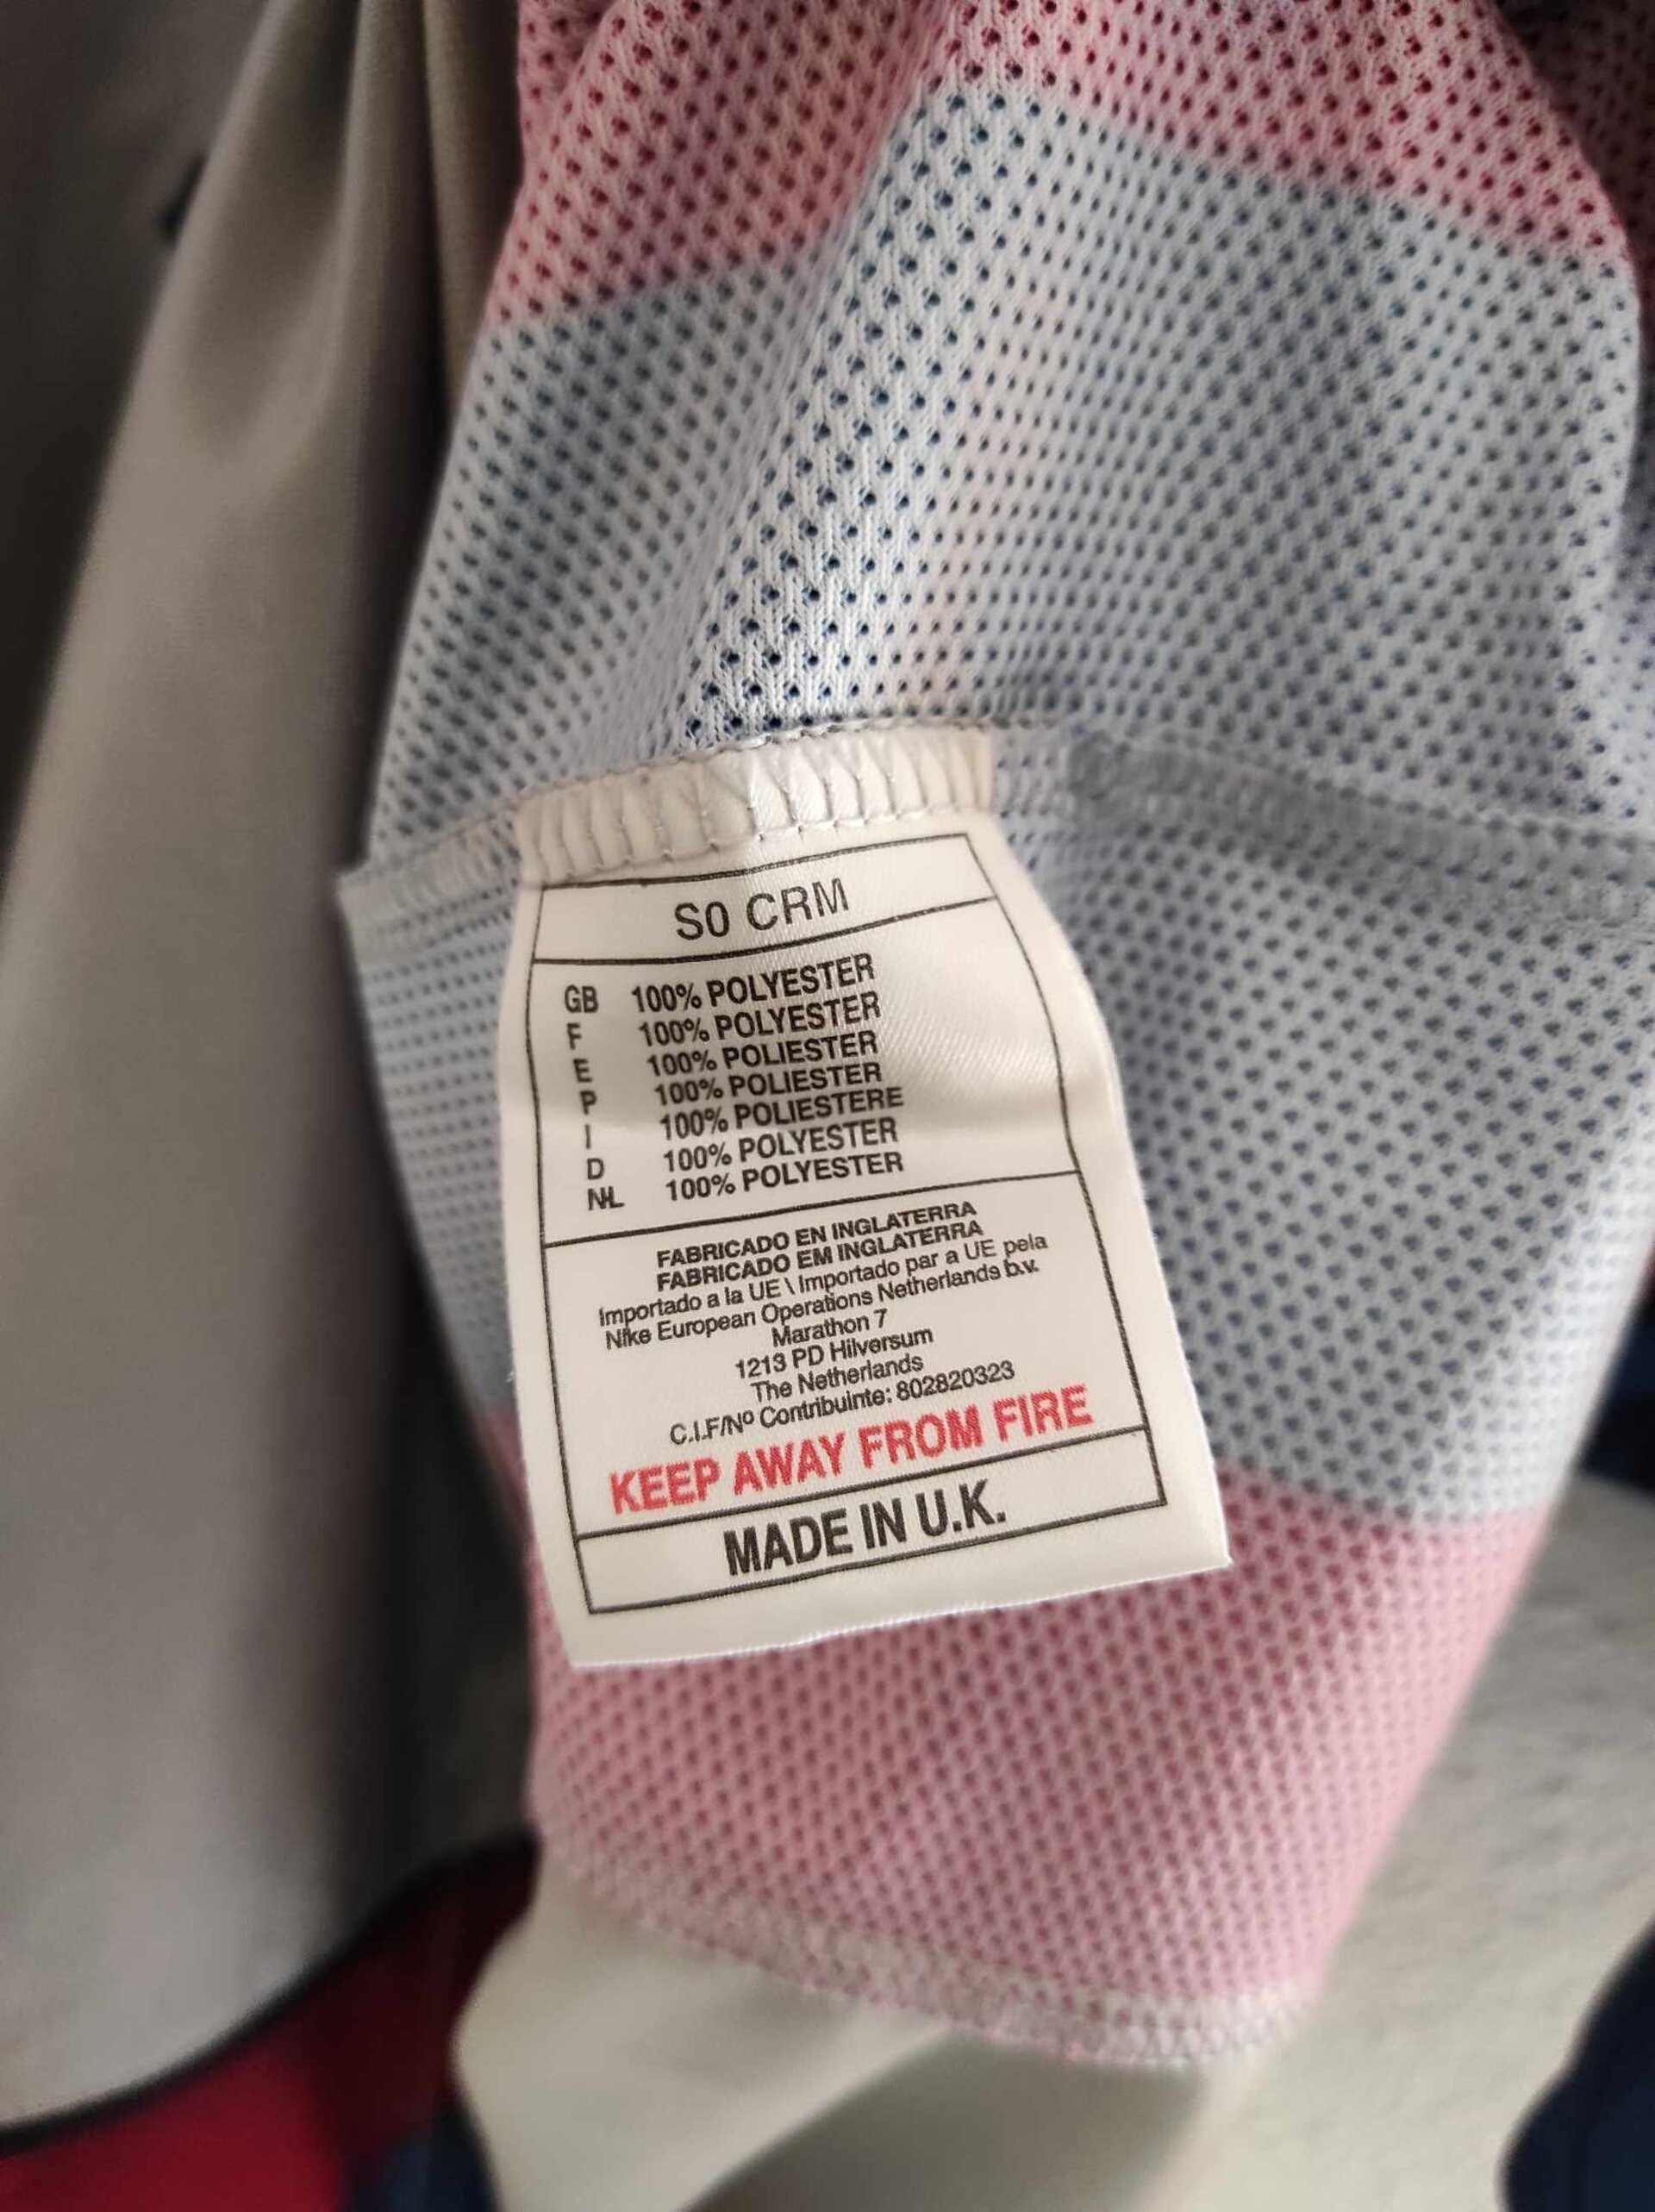 S0 CRM
GB 100% POLYESTER
F 100% POLYESTER
E 100% POLIESTER
P 100% POLIESTER
I 100% POLIESTERE
D 100% POLYESTER
NL 100% POLYESTER
FABRICADO EN INGLATERRA
FABRICADO EM INGLATERRA
Importado a la UE \ Importado par a UE pela
Nike European Operations Netherlands b.v.
Marathon 7
1213 PD Hilversum
The Netherlands
C.I.F/Nº Contribuinte: 802820323
KEEP AWAY FROM FIRE
MADE IN U.K.